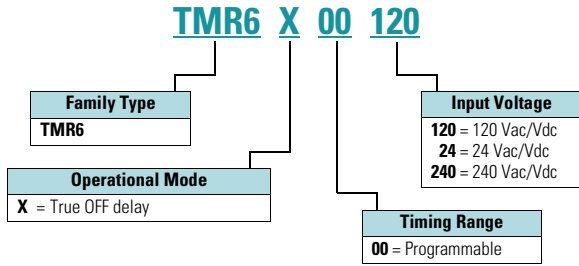 TMR6 X 00 120
Family Type
TMR6
Input Voltage
120 = 120 Vac/Vdc
24 = 24 Vac/Vdc
240 = 240 Vac/Vdc
Operational Mode
X = True OFF delay
Timing Range
00 = Programmable